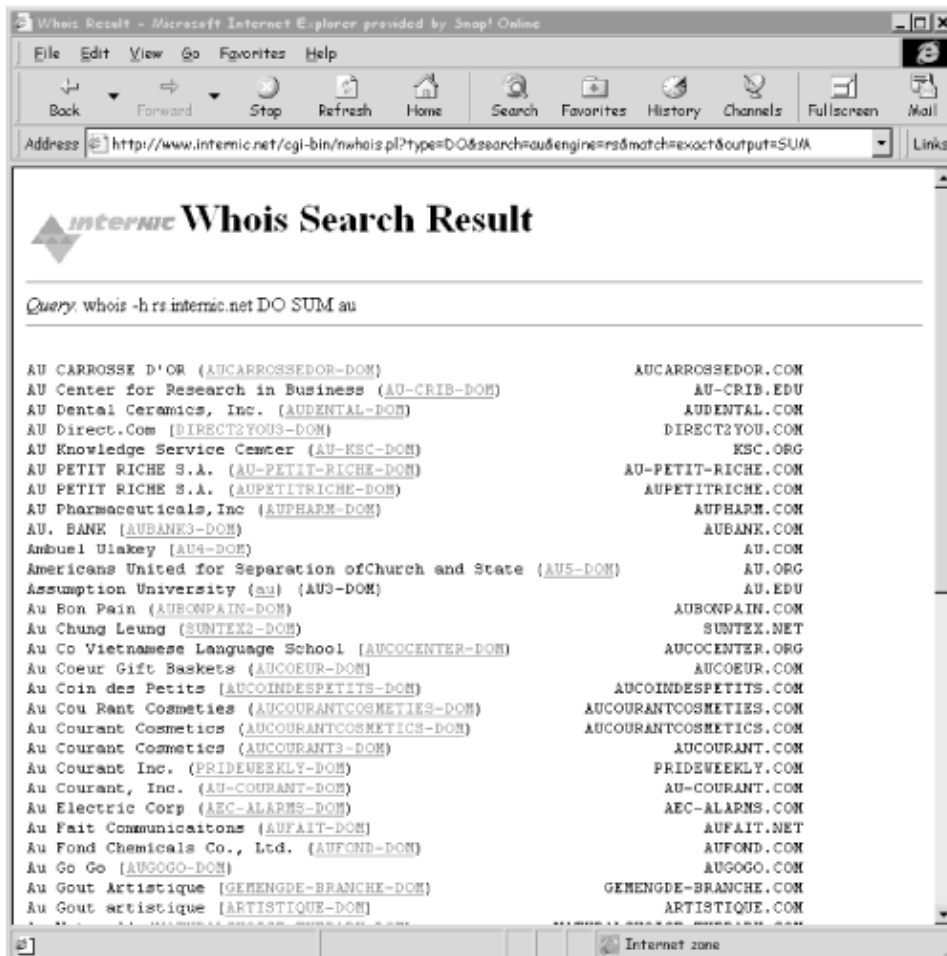 Whois Result - Microsoft Internet Explorer provided by Snap! Online
File Edit View Go Favorites Help
Back Forward Stop Refresh Home Search Favorites History Channels Fullscreen Mail
Address http://www.internic.net/cgi-bin/nwhois.pl?type=DO&search=au&engine=rs&match=exact&output=SUM Links
InterNIC Whois Search Result
Query: whois -h rs.internic.net DO SUM au
AU CARROSSE D'OR (AUCARROSSEDOR-DOM) AUCARROSSEDOR.COM
AU Center for Research in Business (AU-CRIB-DOM) AU-CRIB.EDU
AU Dental Ceramics, Inc. (AUDENTAL-DOM) AUDENTAL.COM
AU Direct.Com [DIRECT2YOU3-DOM) DIRECT2YOU.COM
AU Knowledge Service Cemter (AU-KSC-DOM) KSC.ORG
AU PETIT RICHE S.A. (AU-PETIT-RICHE-DOM) AU-PETIT-RICHE.COM
AU PETIT RICHE S.A. (AUPETITRICHE-DOM) AUPETITRICHE.COM
AU Pharmaceuticals,Inc (AUPHARM-DOM) AUPHARM.COM
AU. BANK [AUBANK3-DOM) AUBANK.COM
Ambuel Ulakey [AU4-DOM) AU.COM
Americans United for Separation ofChurch and State (AU5-DOM) AU.ORG
Assumption University (au) (AU3-DOM) AU.EDU
Au Bon Pain (AUBONPAIN-DOM) AUBONPAIN.COM
Au Chung Leung [SUNTEX2-DOM) SUNTEX.NET
Au Co Vietnamese Language School [AUCOCENTER-DOM) AUCOCENTER.ORG
Au Coeur Gift Baskets (AUCOEUR-DOM] AUCOEUR.COM
Au Coin des Petits [AUCOINDESPETITS-DOM) AUCOINDESPETITS.COM
Au Cou Rant Cosmeties (AUCOURANTCOSMETIES-DOM) AUCOURANTCOSMETIES.COM
Au Courant Cosmetics (AUCOURANTCOSMETICS-DOM) AUCOURANTCOSMETICS.COM
Au Courant Cosmetics (AUCOURANT3-DOM) AUCOURANT.COM
Au Courant Inc. (PRIDEWEEKLY-DOM) PRIDEWEEKLY.COM
Au Courant, Inc. (AU-COURANT-DOM) AU-COURANT.COM
Au Electric Corp (AEC-ALARMS-DOM) AEC-ALARMS.COM
Au Fait Communicaitons (AUFAIT-DOM] AUFAIT.NET
Au Fond Chemicals Co., Ltd. (AUFOND-DOM) AUFOND.COM
Au Go Go [AUGOGO-DOM) AUGOGO.COM
Au Gout Artistique [GEMENGDE-BRANCHE-DOM) GEMENGDE-BRANCHE.COM
Au Gout artistique [ARTISTIQUE-DOM] ARTISTIQUE.COM
Internet zone